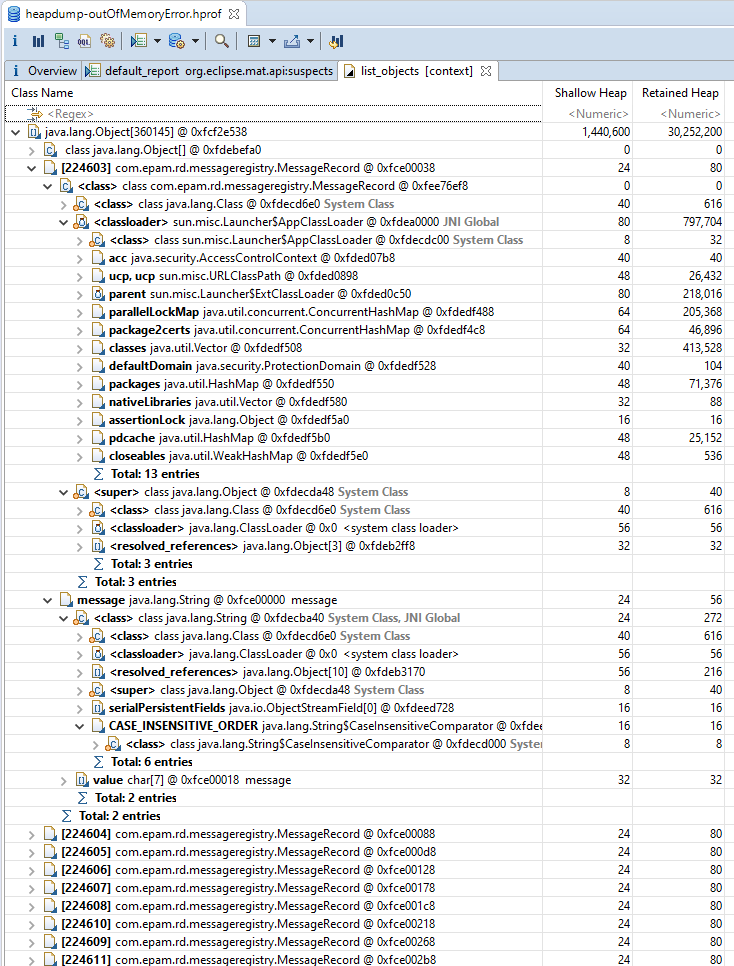 heapdump-outOfMemoryError.hprof
i Overview default_report org.eclipse.mat.api:suspects list_objects [context]
Class Name Shallow Heap Retained Heap
<Regex> <Numeric> <Numeric>
java.lang.Object[360145] @ 0xfcf2e538 1,440,600 30,252,200
class java.lang.Object[] @ 0xfdebefa0 0 0
[224603] com.epam.rd.messageregistry.MessageRecord @ 0xfce00038 24 80
<class> class com.epam.rd.messageregistry.MessageRecord @ 0xfee76ef8 0 0
<class> class java.lang.Class @ 0xfdecd6e0 System Class 40 616
<classloader> sun.misc.Launcher$AppClassLoader @ 0xfdea0000 JNI Global 80 797,704
<class> class sun.misc.Launcher$AppClassLoader @ 0xfdecdc00 System Class 8 32
acc java.security.AccessControlContext @ 0xfded07b8 40 40
ucp, ucp sun.misc.URLClassPath @ 0xfded0898 48 26,432
parent sun.misc.Launcher$ExtClassLoader @ 0xfded0c50 80 218,016
parallelLockMap java.util.concurrent.ConcurrentHashMap @ 0xfdedf488 64 205,368
package2certs java.util.concurrent.ConcurrentHashMap @ 0xfdedf4c8 64 46,896
classes java.util.Vector @ 0xfdedf508 32 413,528
defaultDomain java.security.ProtectionDomain @ 0xfdedf528 40 104
packages java.util.HashMap @ 0xfdedf550 48 71,376
nativeLibraries java.util.Vector @ 0xfdedf580 32 88
assertionLock java.lang.Object @ 0xfdedf5a0 16 16
pdcache java.util.HashMap @ 0xfdedf5b0 48 25,152
closeables java.util.WeakHashMap @ 0xfdedf5e0 48 536
Σ Total: 13 entries
<super> class java.lang.Object @ 0xfdecda48 System Class 8 40
<class> class java.lang.Class @ 0xfdecd6e0 System Class 40 616
<classloader> java.lang.ClassLoader @ 0x0 <system class loader> 56 56
<resolved_references> java.lang.Object[3] @ 0xfdeb2ff8 32 32
Σ Total: 3 entries
Σ Total: 3 entries
message java.lang.String @ 0xfce00000 message 24 56
<class> class java.lang.String @ 0xfdecba40 System Class, JNI Global 24 272
<class> class java.lang.Class @ 0xfdecd6e0 System Class 40 616
<classloader> java.lang.ClassLoader @ 0x0 <system class loader> 56 56
<resolved_references> java.lang.Object[10] @ 0xfdeb3170 56 216
<super> class java.lang.Object @ 0xfdecda48 System Class 8 40
serialPersistentFields java.io.ObjectStreamField[0] @ 0xfdeed728 16 16
CASE_INSENSITIVE_ORDER java.lang.String$CaseInsensitiveComparator @ 0xfdee 16 16
<class> class java.lang.String$CaseInsensitiveComparator @ 0xfdecd000 Syste 8 8
Σ Total: 6 entries
value char[7] @ 0xfce00018 message 32 32
Σ Total: 2 entries
Σ Total: 2 entries
[224604] com.epam.rd.messageregistry.MessageRecord @ 0xfce00088 24 80
[224605] com.epam.rd.messageregistry.MessageRecord @ 0xfce000d8 24 80
[224606] com.epam.rd.messageregistry.MessageRecord @ 0xfce00128 24 80
[224607] com.epam.rd.messageregistry.MessageRecord @ 0xfce00178 24 80
[224608] com.epam.rd.messageregistry.MessageRecord @ 0xfce001c8 24 80
[224610] com.epam.rd.messageregistry.MessageRecord @ 0xfce00218 24 80
[224609] com.epam.rd.messageregistry.MessageRecord @ 0xfce00268 24 80
[224611] com.epam.rd.messageregistry.MessageRecord @ 0xfce002b8 24 80